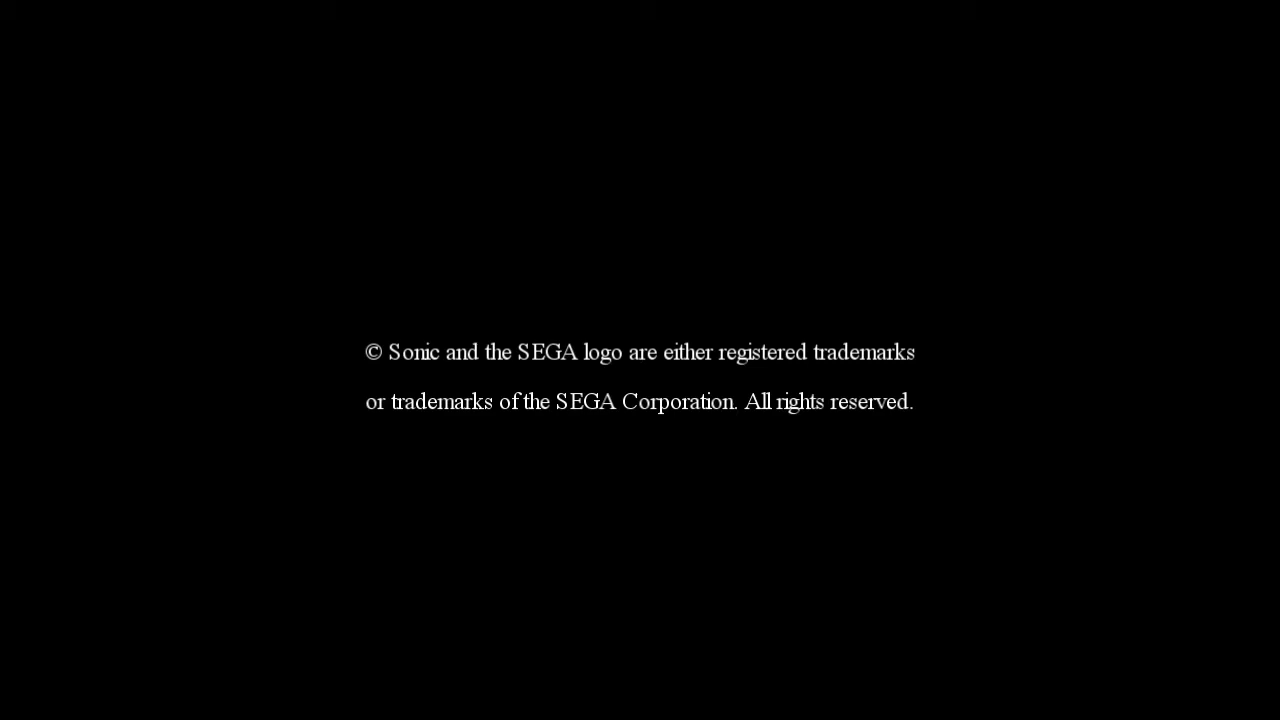 © Sonic and the SEGA logo are either registered trademarks
or trademarks of the SEGA Corporation. All rights reserved.